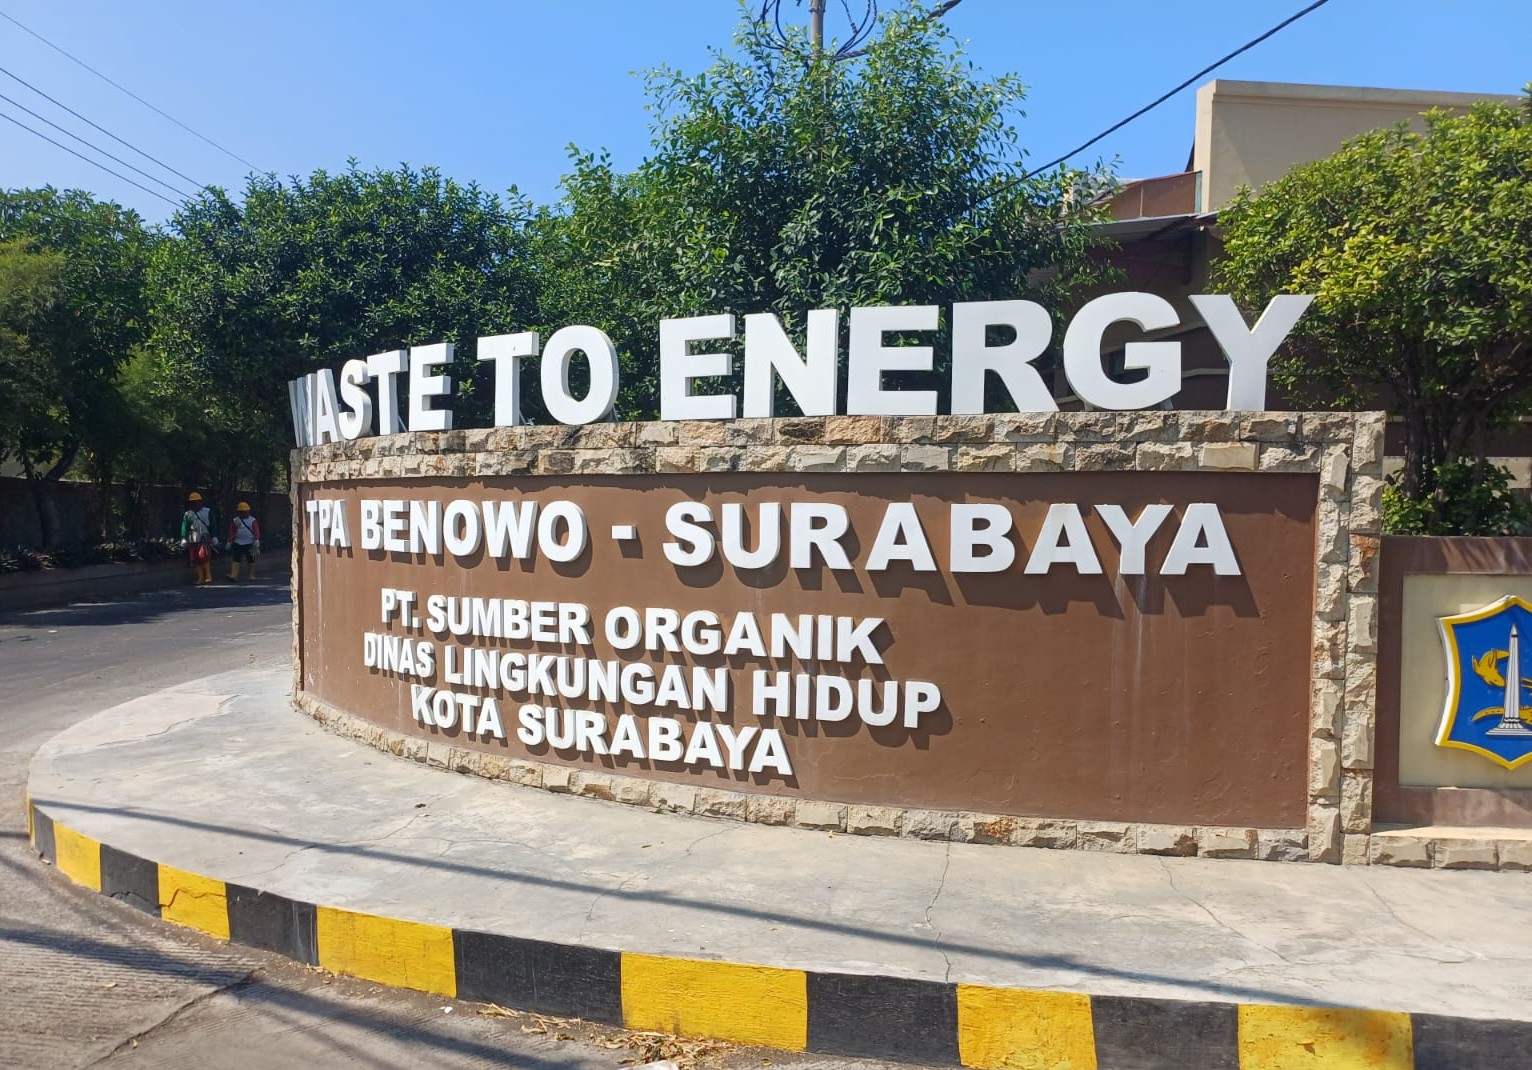 WASTE TO ENERGY
TPA BENOWO - SURABAYA
PT. SUMBER ORGANIK
DINAS LINGKUNGAN HIDUP
KOTA SURABAYA